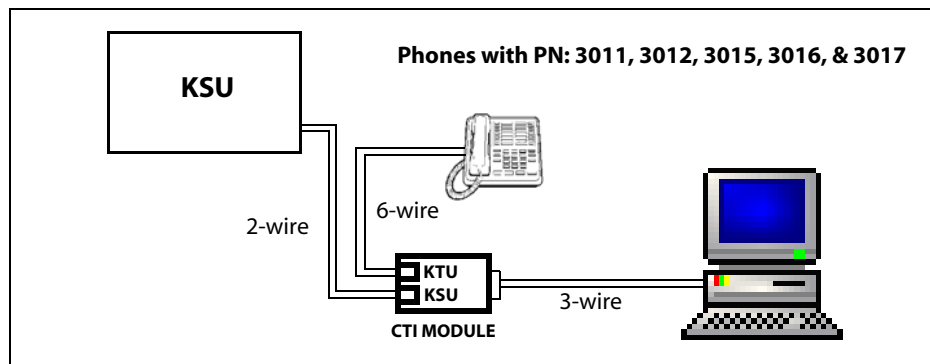 Phones with PN: 3011, 3012, 3015, 3016, & 3017
KSU
2-wire
6-wire
KTU
KSU
3-wire
CTI MODULE